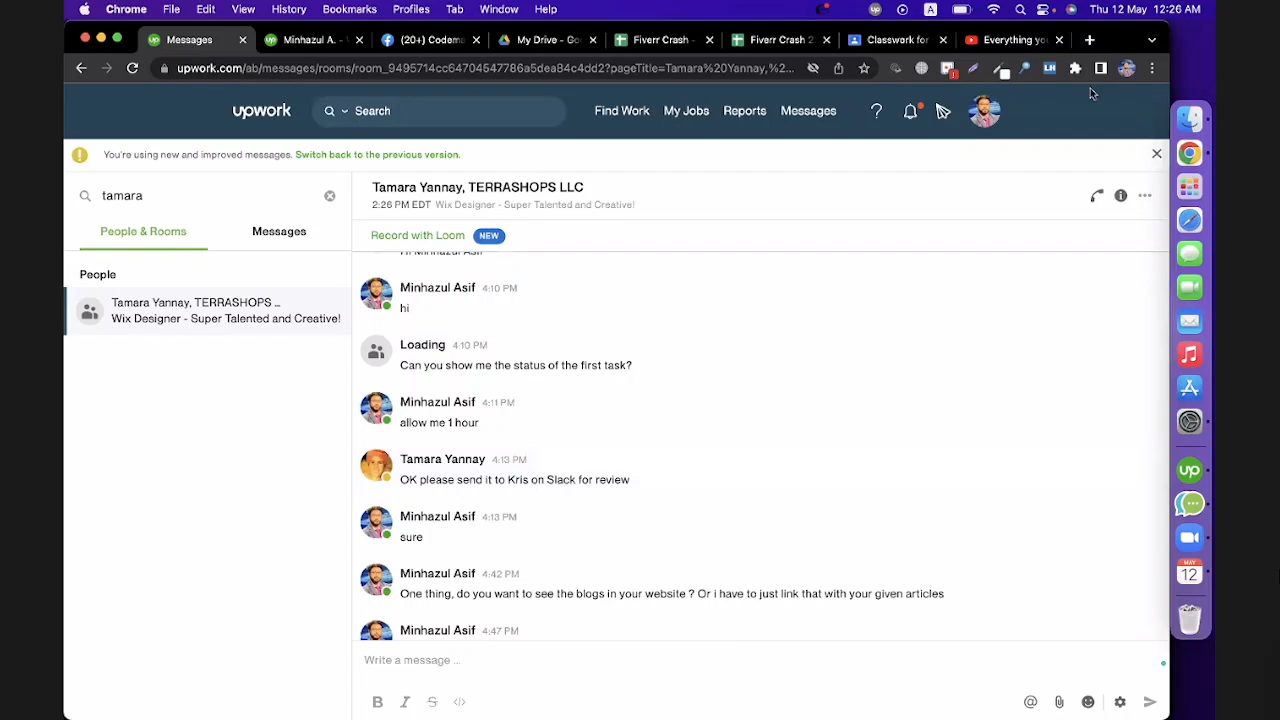 Chrome File Edit View History Bookmarks Profiles Tab Window Help
A Thu 12 May 12:26 AM
Messages
Minhazul A. -
(20+) Codema
My Drive - Goo
Fiverr Crash -
Fiverr Crash 2
Classwork for
Everything you
upwork.com/ab/messages/rooms/room_9495714cc64704547786a5dea84c4dd2?pageTitle=Tamara%20Yannay,%2...
upwork
Search
Find Work My Jobs Reports Messages
You're using new and improved messages. Switch back to the previous version.
tamara
People & Rooms Messages
People
Tamara Yannay, TERRASHOPS ...
Wix Designer - Super Talented and Creative!
Tamara Yannay, TERRASHOPS LLC
2:26 PM EDT Wix Designer - Super Talented and Creative!
Record with Loom NEW
Hi Minhazul Asif
Minhazul Asif 4:10 PM
hi
Loading 4:10 PM
Can you show me the status of the first task?
Minhazul Asif 4:11 PM
allow me 1 hour
Tamara Yannay 4:13 PM
OK please send it to Kris on Slack for review
Minhazul Asif 4:13 PM
sure
Minhazul Asif 4:42 PM
One thing, do you want to see the blogs in your website ? Or i have to just link that with your given articles
Minhazul Asif 4:47 PM
Write a message ...
B I S </> @
up
MAY
12